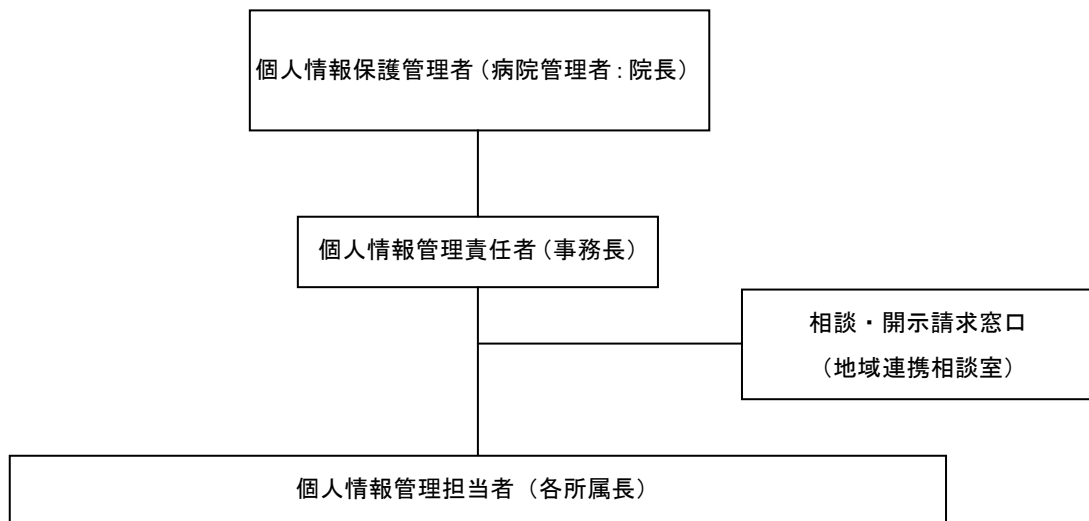 個人情報保護管理者（病院管理者：院長）
個人情報管理責任者（事務長）
相談・開示請求窓口
（地域連携相談室）
個人情報管理担当者（各所属長）